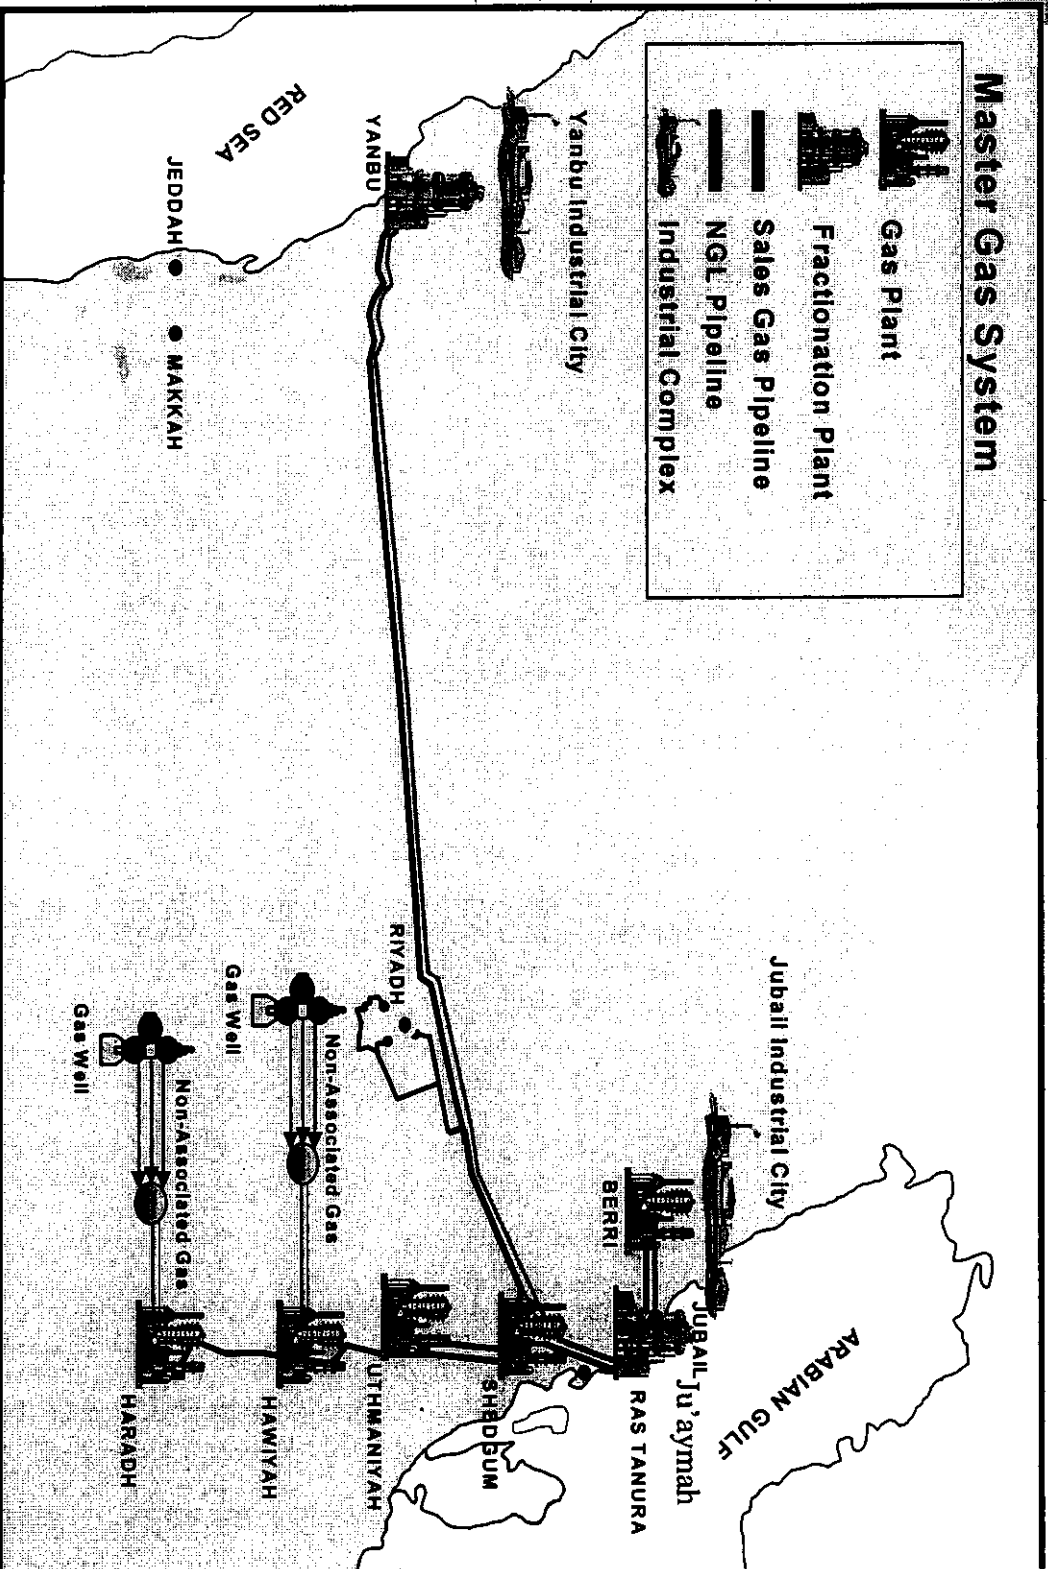 Master Gas System
Gas Plant
Fractionation Plant
Sales Gas Pipeline
NGL Pipeline
Industrial Complex
Yanbu Industrial City
Jubail Industrial City
ARABIAN GULF
JUBAIL
Ju'aymah
BERRI
RAS TANURA
SHEDGUM
YANBU
RED SEA
RIYADH
UTHMANIYAH
Non-Associated Gas
Gas Well
HAWIYAH
JEDDAH
MAKKAH
Non-Associated Gas
Gas Well
HARADH